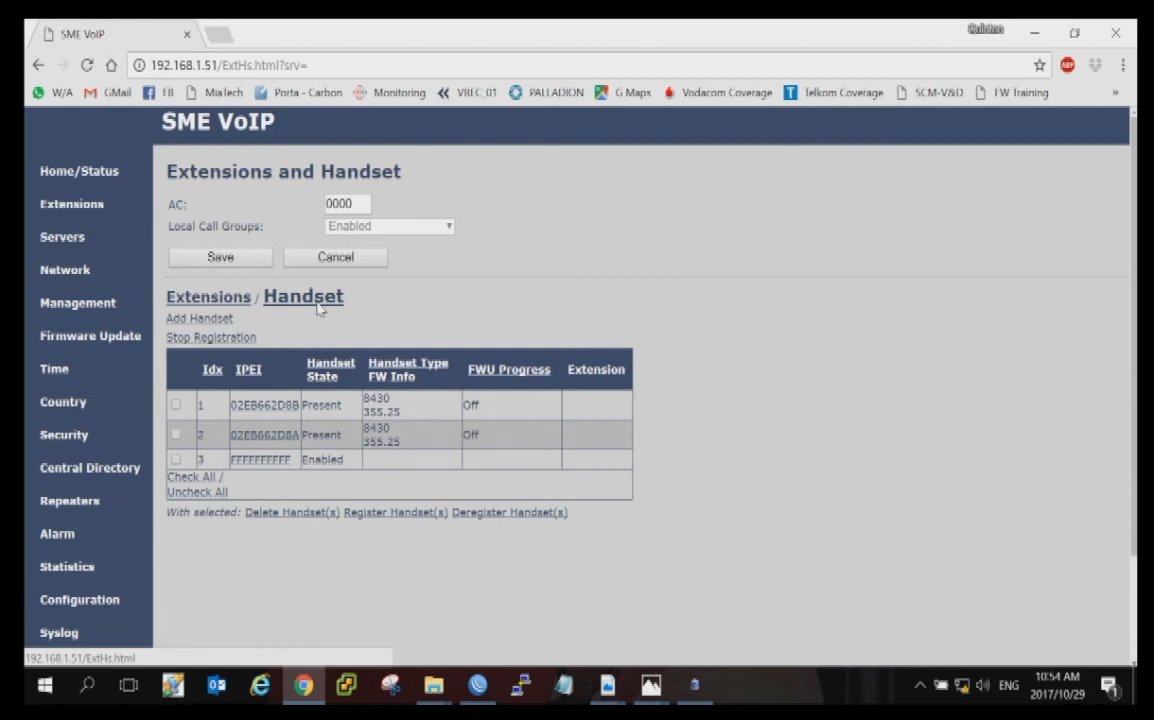 SME VoIP
192.168.1.51/ExtHs.html?srv=
W/A GMail FB MiaTech Porta - Carbon Monitoring VREC_01 PALLADION G Maps Vodacom Coverage Telkom Coverage SCM-V&D FW Training »
SME VoIP
Home/Status
Extensions
Servers
Network
Management
Firmware Update
Time
Country
Security
Central Directory
Repeaters
Alarm
Statistics
Configuration
Syslog
Extensions and Handset
AC: 0000
Local Call Groups: Enabled
Save Cancel
Extensions / Handset
Add Handset
Stop Registration
Idx IPEI Handset State Handset Type FW Info FWU Progress Extension
1 02EB662D8B Present 8430 355.25 Off
2 02EB662D8A Present 8430 355.25 Off
3 FFFFFFFFFF Enabled
Check All /
Uncheck All
With selected: Delete Handset(s) Register Handset(s) Deregister Handset(s)
192.168.1.51/ExtHs.html
ENG
10:54 AM
2017/10/29